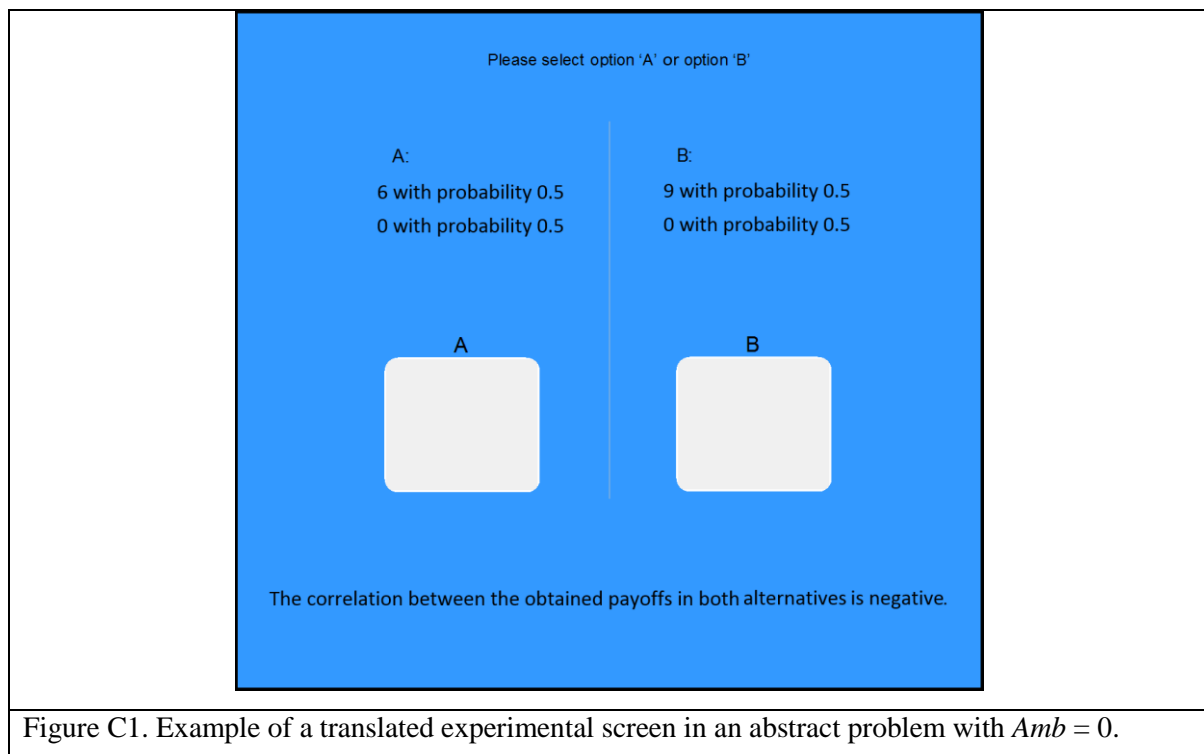 Please select option ‘A’ or option ‘B’
A:
6 with probability 0.5
0 with probability 0.5
B:
9 with probability 0.5
0 with probability 0.5
A
B
The correlation between the obtained payoffs in both alternatives is negative.
Figure C1. Example of a translated experimental screen in an abstract problem with Amb = 0.